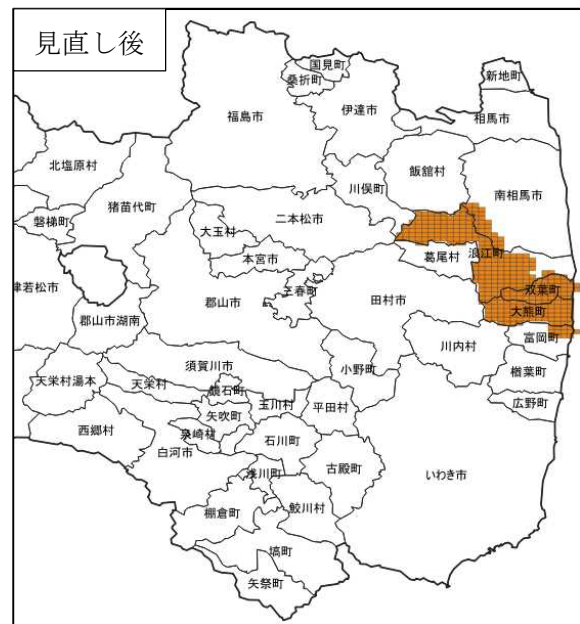 見直し後
国見町
桑折町
新地町
福島市
伊達市
相馬市
北塩原村
飯舘村
川俣町
南相馬市
猪苗代町
磐梯町
二本松市
大玉村
葛尾村
浪江町
本宮市
三春町
双葉町
津若松市
郡山市
田村市
大熊町
郡山市湖南
川内村
富岡町
須賀川市
小野町
天栄村湯本
天栄村
楢葉町
鏡石町
玉川村
平田村
広野町
矢吹町
西郷村
泉崎村
石川町
白河市
古殿町
いわき市
浅川町
棚倉町
鮫川村
塙町
矢祭町